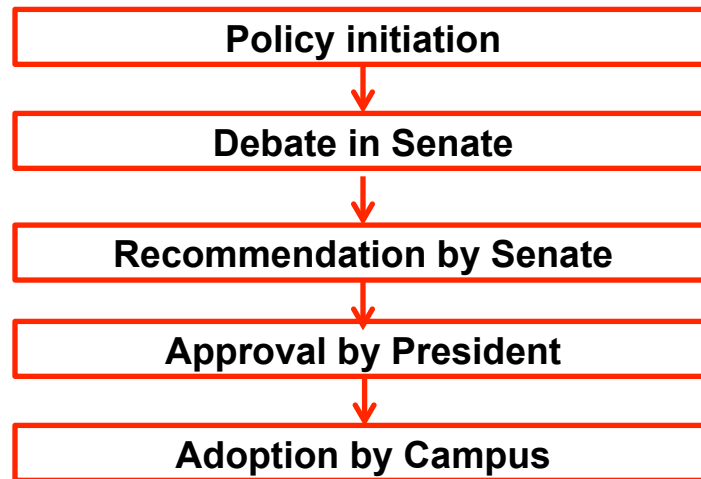 Policy initiation
Debate in Senate
Recommendation by Senate
Approval by President
Adoption by Campus